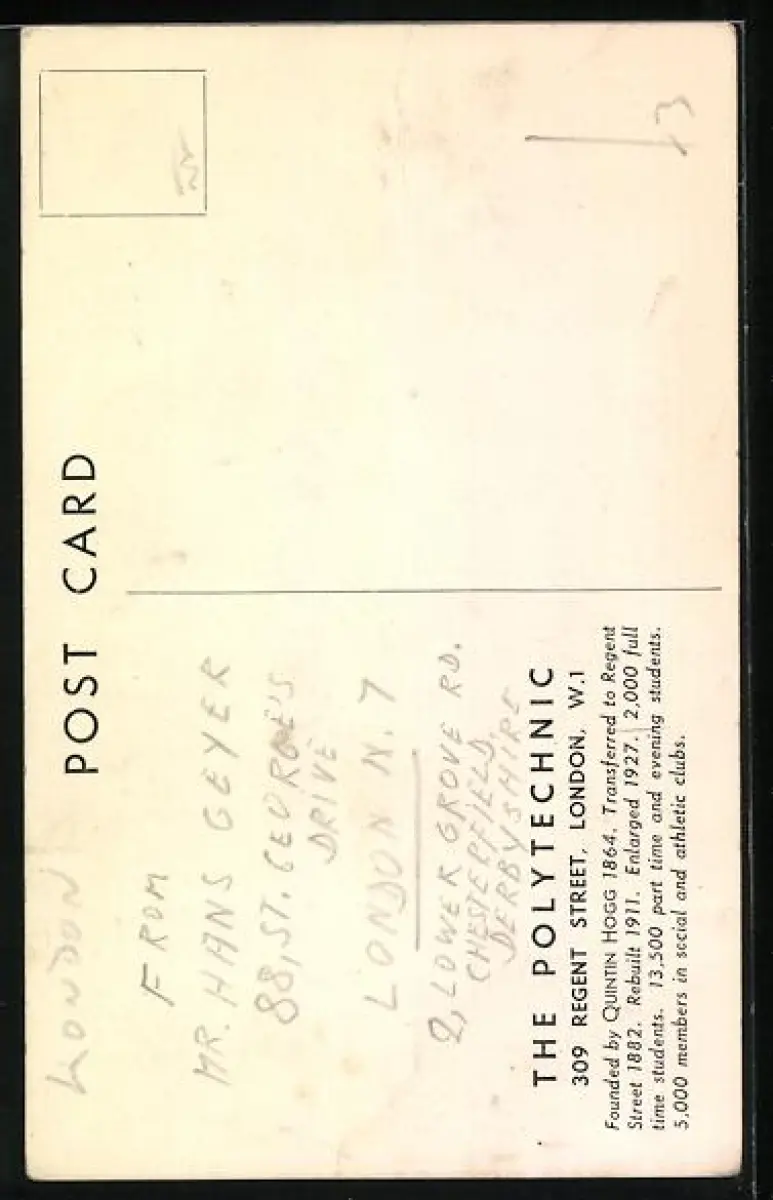 POST CARD
LONDON
FROM
MR. HANS GEYER
88, ST. GEORGE'S
DRIVE
LONDON N.7
2, LOWER GROVE RD.
CHESTERFIELD.
DERBYSHIRE
THE POLYTECHNIC
309 REGENT STREET, LONDON, W.1
Founded by QUINTIN HOGG 1864. Transferred to Regent
Street 1882. Rebuilt 1911. Enlarged 1927. 2,000 full
time students. 13,500 part time and evening students.
5,000 members in social and athletic clubs.